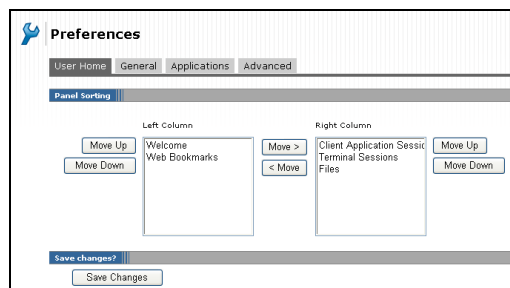 Preferences
User Home General Applications Advanced
Panel Sorting
Left Column Right Column
Move Up Welcome Move > Client Application Sessic Move Up
Move Down Web Bookmarks < Move Terminal Sessions Move Down
Files
Save changes?
Save Changes